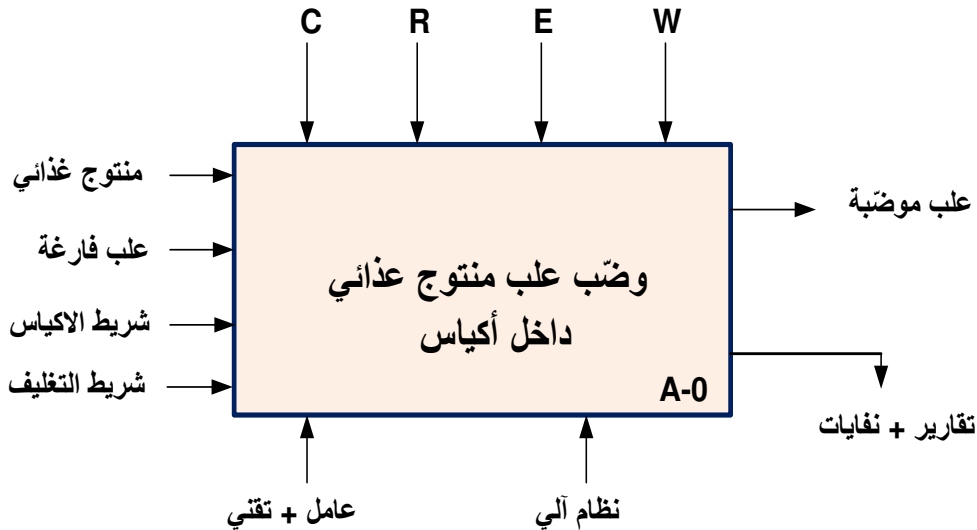 C R E W
منتوج غذائي
علب فارغة
شريط الاكياس
شريط التغليف
وضّب علب منتوج عذائي
داخل أكياس
A-0
علب موضّبة
تقارير + نفايات
عامل + تقني
نظام آلي